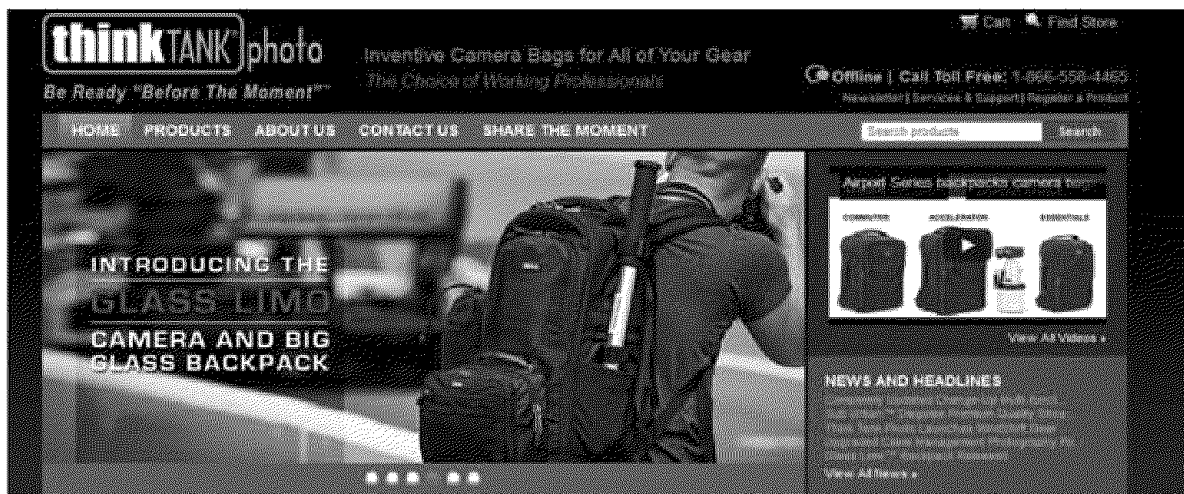 thinkTANK photo
Be Ready "Before The Moment"™
Inventive Camera Bags for All of Your Gear
The Choice of Working Professionals
Cart Find Store
Offline | Call Toll Free: 1-866-558-4465
Newsletter | Services & Support | Register a Product
HOME PRODUCTS ABOUT US CONTACT US SHARE THE MOMENT
Search products Search
INTRODUCING THE
GLASS LIMO
CAMERA AND BIG
GLASS BACKPACK
Airport Series backpacks camera
COMMUTER ACCELERATOR ESSENTIALS
View All Videos »
NEWS AND HEADLINES
View All News »